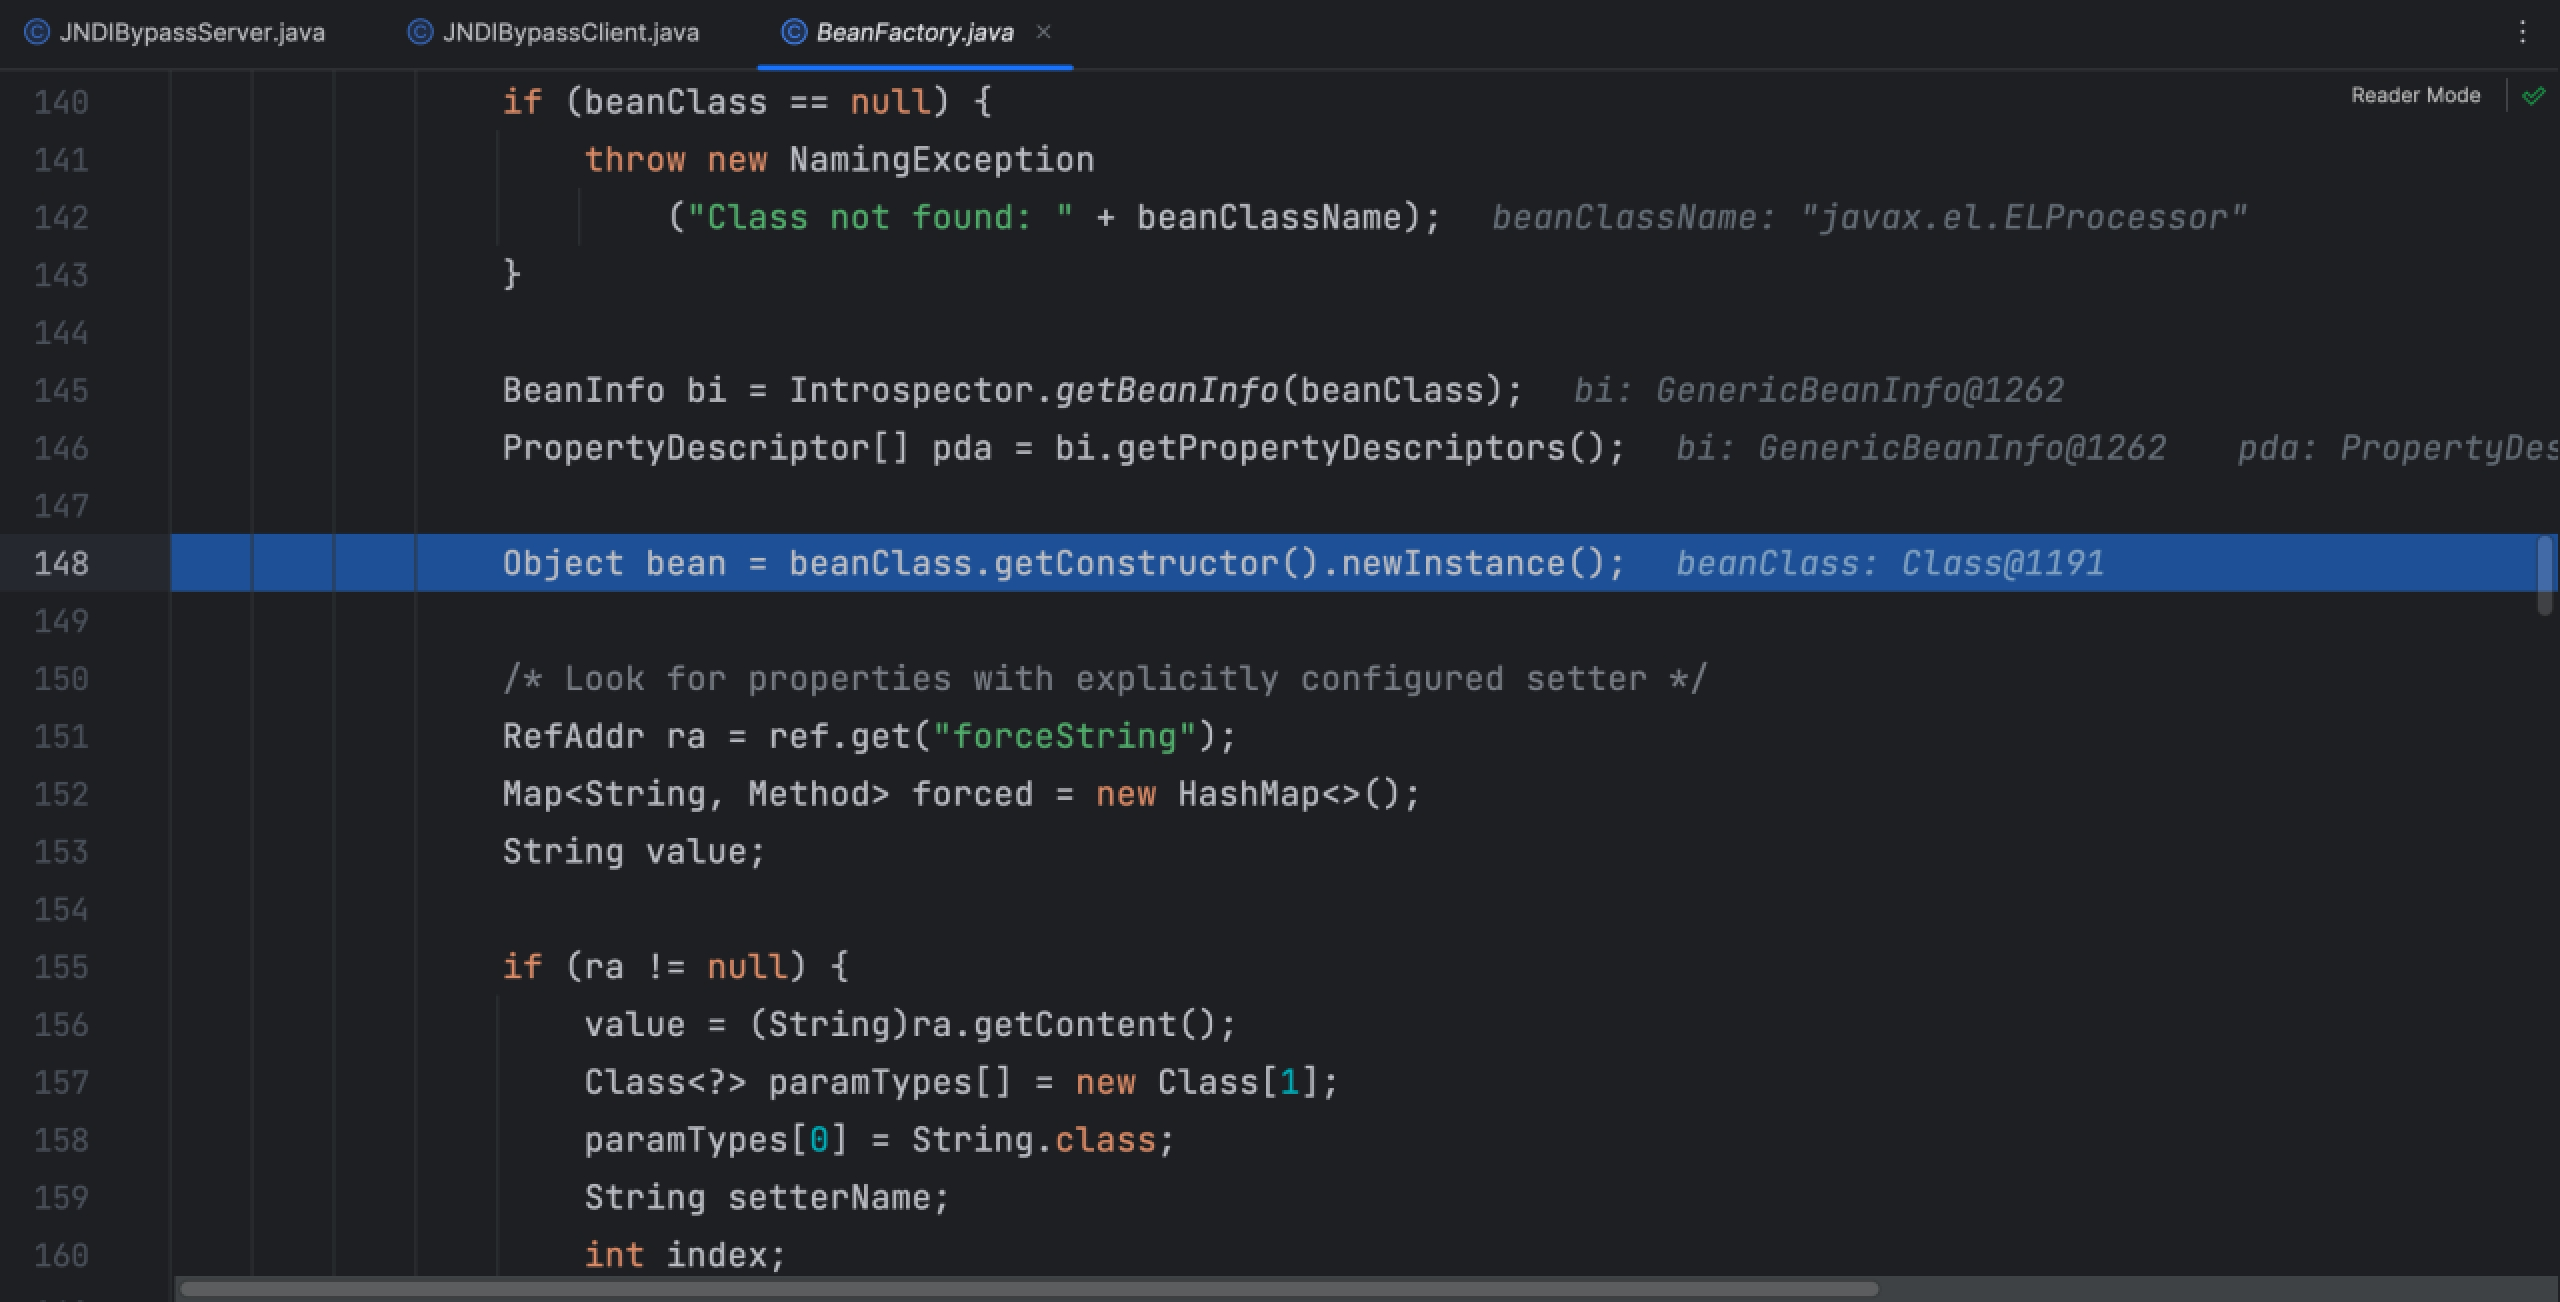 JNDIBypassServer.java JNDIBypassClient.java BeanFactory.java
Reader Mode
140 if (beanClass == null) {
141 throw new NamingException
142 ("Class not found: " + beanClassName); beanClassName: "javax.el.ELProcessor"
143 }
144
145 BeanInfo bi = Introspector.getBeanInfo(beanClass); bi: GenericBeanInfo@1262
146 PropertyDescriptor[] pda = bi.getPropertyDescriptors(); bi: GenericBeanInfo@1262 pda: PropertyDes
147
148 Object bean = beanClass.getConstructor().newInstance(); beanClass: Class@1191
149
150 /* Look for properties with explicitly configured setter */
151 RefAddr ra = ref.get("forceString");
152 Map<String, Method> forced = new HashMap<>();
153 String value;
154
155 if (ra != null) {
156 value = (String)ra.getContent();
157 Class<?> paramTypes[] = new Class[1];
158 paramTypes[0] = String.class;
159 String setterName;
160 int index;